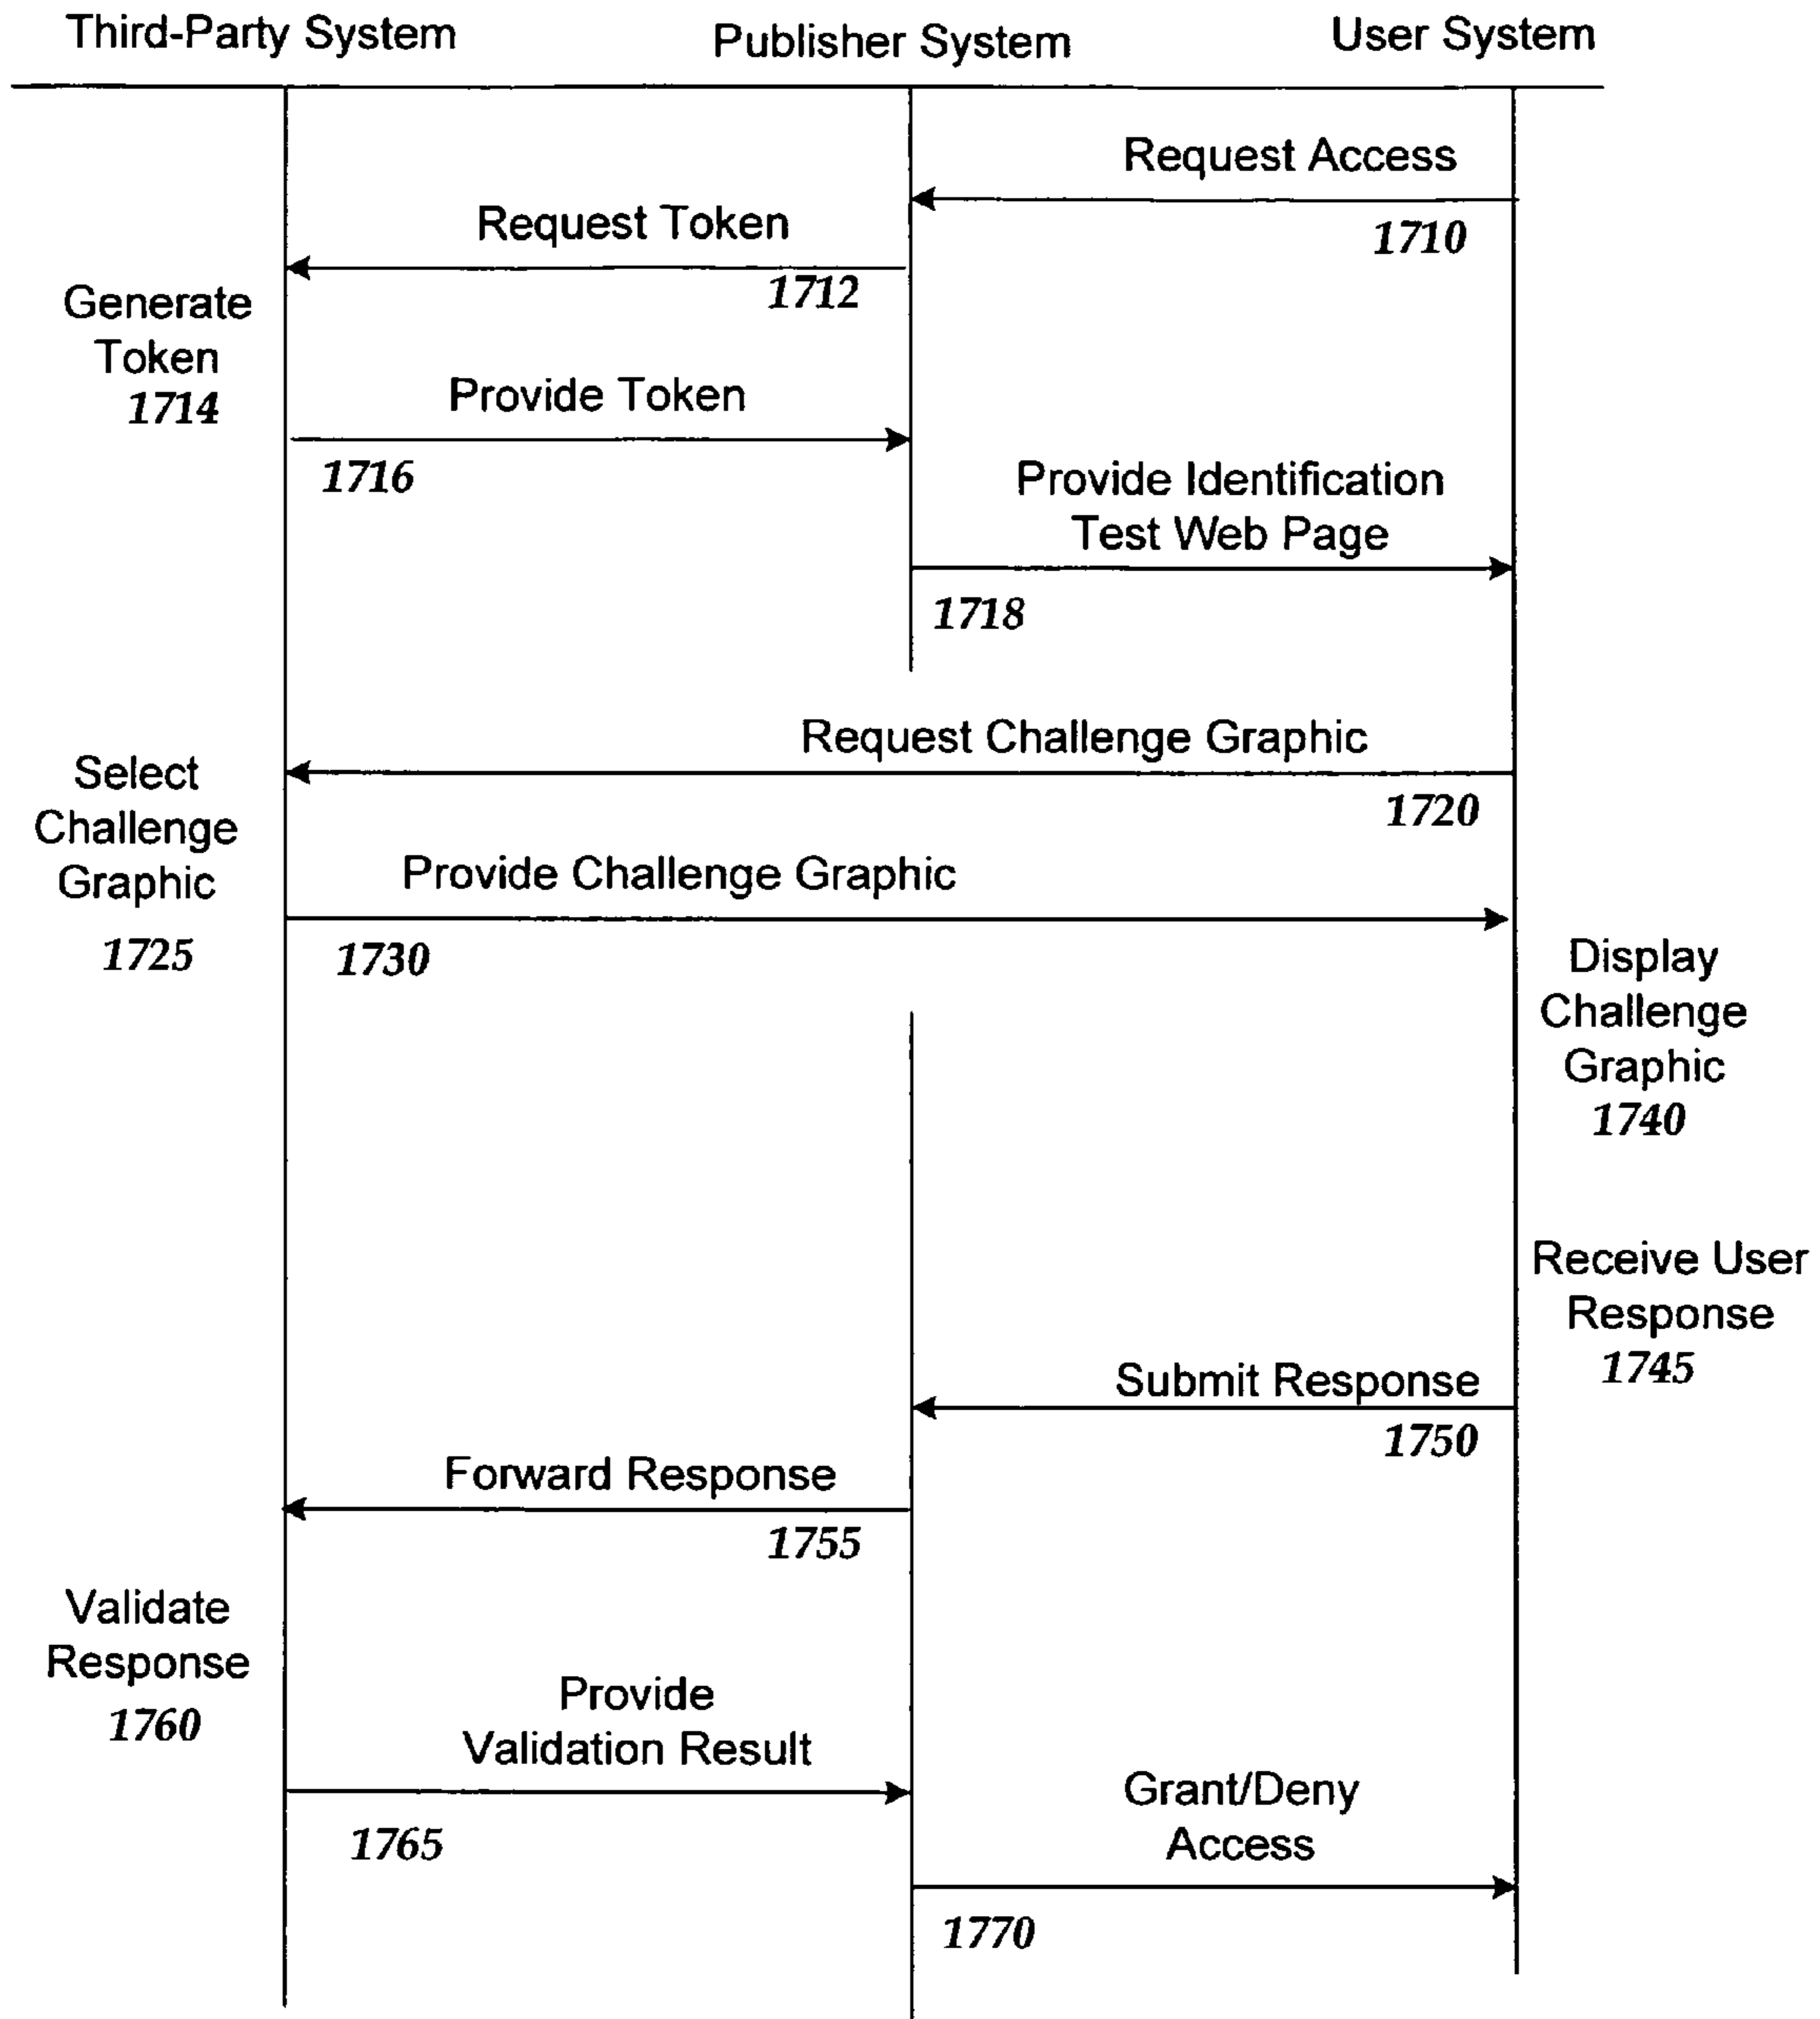 Third-Party System
Publisher System
User System
Request Access
1710
Request Token
1712
Generate
Token
1714
Provide Token
1716
Provide Identification
Test Web Page
1718
Request Challenge Graphic
1720
Select
Challenge
Graphic
1725
Provide Challenge Graphic
1730
Display
Challenge
Graphic
1740
Receive User
Response
1745
Submit Response
1750
Forward Response
1755
Validate
Response
1760
Provide
Validation Result
1765
Grant/Deny
Access
1770